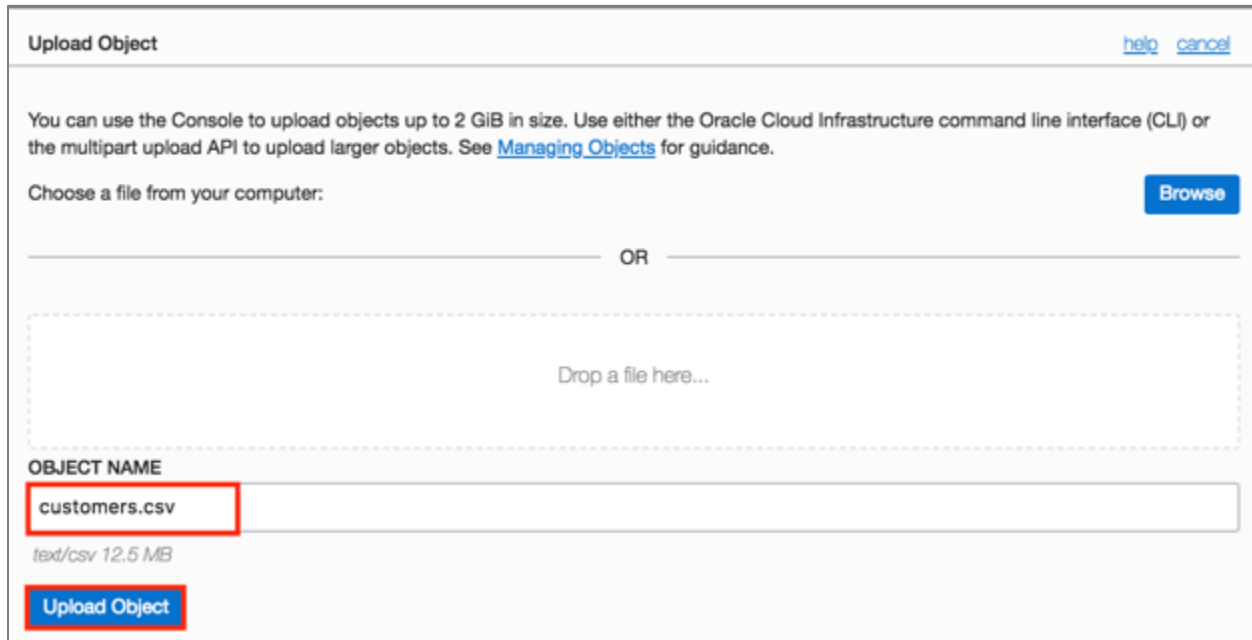 Upload Object help cancel
You can use the Console to upload objects up to 2 GiB in size. Use either the Oracle Cloud Infrastructure command line interface (CLI) or
the multipart upload API to upload larger objects. See Managing Objects for guidance.
Choose a file from your computer: Browse
OR
Drop a file here...
OBJECT NAME
customers.csv
text/csv 12.5 MB
Upload Object